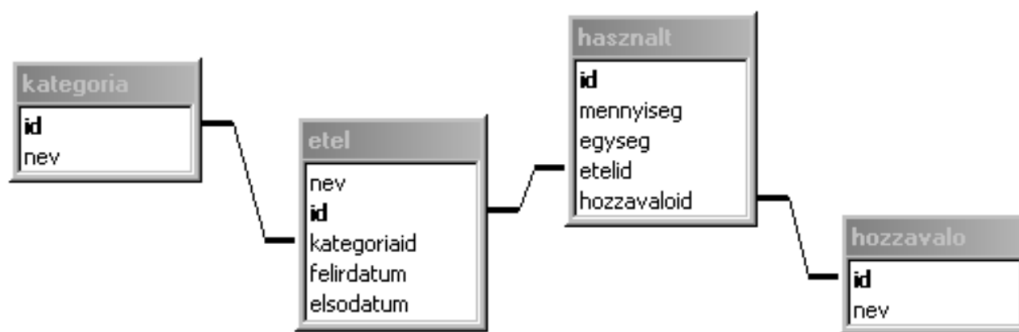 kategoria
id
nev
etel
nev
id
kategoriaid
felirdatum
elsodatum
hasznalt
id
mennyiseg
egyseg
etelid
hozzavaloid
hozzavalo
id
nev